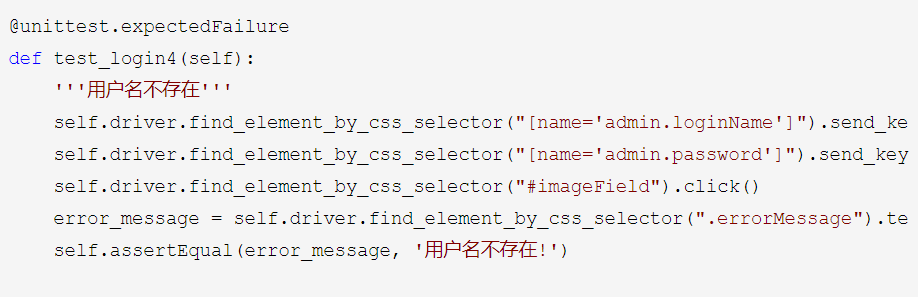 @unittest.expectedFailure
def test_login4(self):
    '''用户名不存在'''
    self.driver.find_element_by_css_selector("[name='admin.loginName']").send_ke
    self.driver.find_element_by_css_selector("[name='admin.password']").send_key
    self.driver.find_element_by_css_selector("#imageField").click()
    error_message = self.driver.find_element_by_css_selector(".errorMessage").te
    self.assertEqual(error_message, '用户名不存在!')